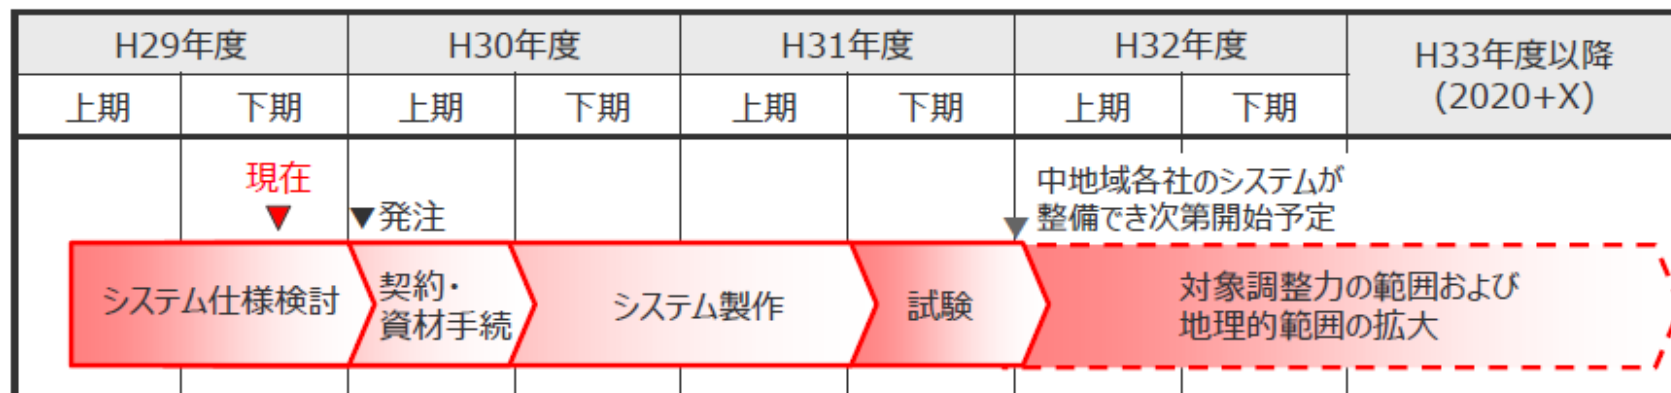 H29年度
H30年度
H31年度
H32年度
H33年度以降
(2020+X)
上期
下期
上期
下期
上期
下期
上期
下期
現在
▼発注
中地域各社のシステムが
整備でき次第開始予定
システム仕様検討
契約・
資材手続
システム製作
試験
対象調整力の範囲および
地理的範囲の拡大